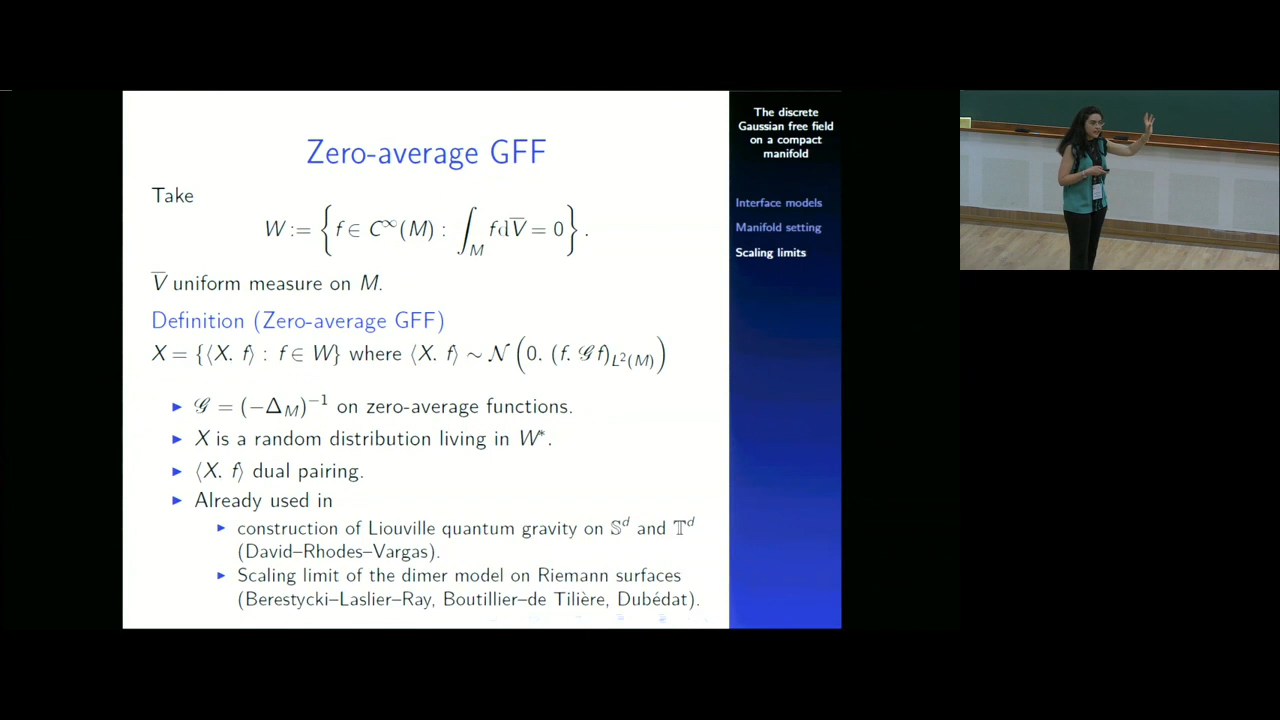 Zero-average GFF
Take
W := { f ∈ C^∞(M) : ∫_M f d V̅ = 0 } .
V̅ uniform measure on M.
Definition (Zero-average GFF)
X = {⟨X. f⟩ : f ∈ W} where ⟨X. f⟩ ∼ 𝒩 (0. (f. 𝒢 f)_{L²(M)})
▶ 𝒢 = (−Δ_M)^{−1} on zero-average functions.
▶ X is a random distribution living in W*.
▶ ⟨X. f⟩ dual pairing.
▶ Already used in
▶ construction of Liouville quantum gravity on 𝕊^d and 𝕋^d
(David–Rhodes–Vargas).
▶ Scaling limit of the dimer model on Riemann surfaces
(Berestycki–Laslier–Ray, Boutillier–de Tilière, Dubédat).
The discrete
Gaussian free field
on a compact
manifold
Interface models
Manifold setting
Scaling limits